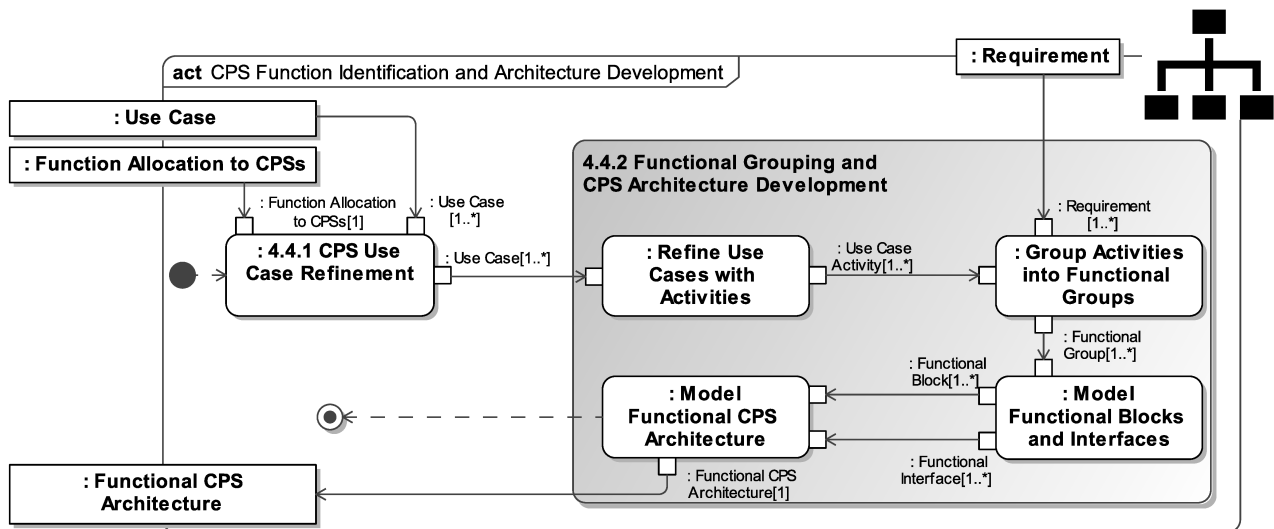 : Requirement
act CPS Function Identification and Architecture Development
: Use Case
: Function Allocation to CPSs
4.4.2 Functional Grouping and
CPS Architecture Development
: Function Allocation
to CPSs[1]
: Use Case
[1..*]
: Requirement
[1..*]
: 4.4.1 CPS Use
Case Refinement
: Use Case[1..*]
: Refine Use
Cases with
Activities
: Use Case
Activity[1..*]
: Group Activities
into Functional
Groups
: Functional
Group[1..*]
: Functional
Block[1..*]
: Model
Functional CPS
Architecture
: Model
Functional Blocks
and Interfaces
: Functional
Interface[1..*]
: Functional CPS
Architecture[1]
: Functional CPS
Architecture